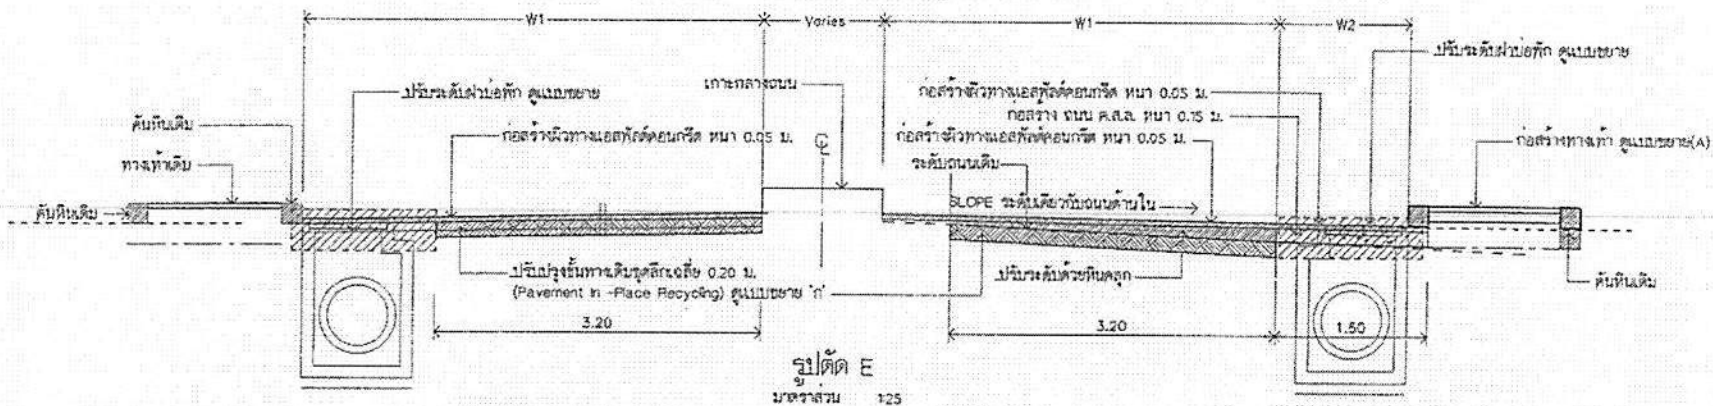 W1 Varies W1 W2
ปรับระดับฝาบ่อพัก ดูแบบขยาย
ปรับระดับฝาบ่อพัก ดูแบบขยาย
เกาะกลางถนน
ก่อสร้างผิวทางแอสฟัลต์คอนกรีต หนา 0.05 ม.
ก่อสร้าง ถนน ค.ส.ล. หนา 0.15 ม.
คันหินเดิม
ก่อสร้างผิวทางแอสฟัลต์คอนกรีต หนา 0.05 ม.
ก่อสร้างผิวทางแอสฟัลต์คอนกรีต หนา 0.05 ม.
ก่อสร้างทางเท้า ดูแบบขยาย(A)
ทางเท้าเดิม
ระดับถนนเดิม
SLOPE ระดับเดียวกับถนนด้านใน
คันหินเดิม
ปรับปรุงชั้นทางเดิมขุดลึกเฉลี่ย 0.20 ม.
(Pavement In -Place Recycling) ดูแบบขยาย 'ก'
ปรับระดับด้วยหินคลุก
คันหินเดิม
3.20 3.20 1.50
รูปตัด E
มาตราส่วน 1:25